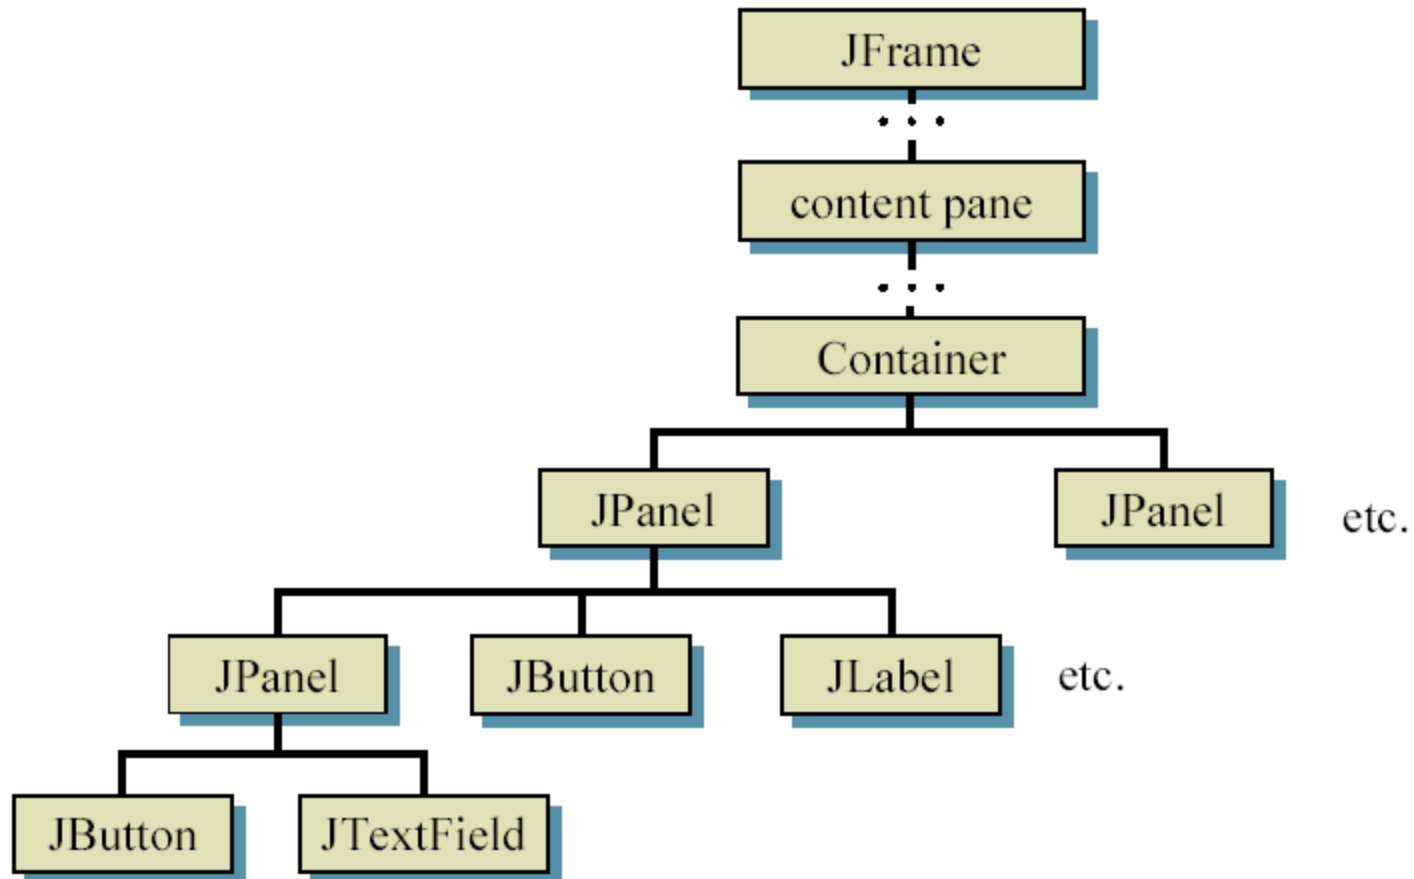 JFrame
. . .
content pane
. . .
Container
JPanel
JPanel
etc.
JPanel
JButton
JLabel
etc.
JButton
JTextField